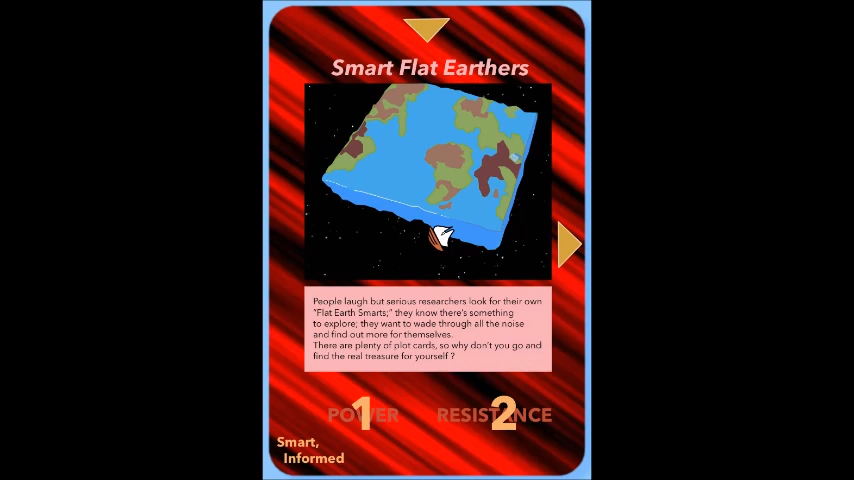 Smart Flat Earthers
People laugh but serious researchers look for their own
"Flat Earth Smarts;" they know there's something
to explore; they want to wade through all the noise
and find out more for themselves.
There are plenty of plot cards, so why don't you go and
find the real treasure for yourself ?
POWER 1 RESISTANCE 2
Smart,
Informed